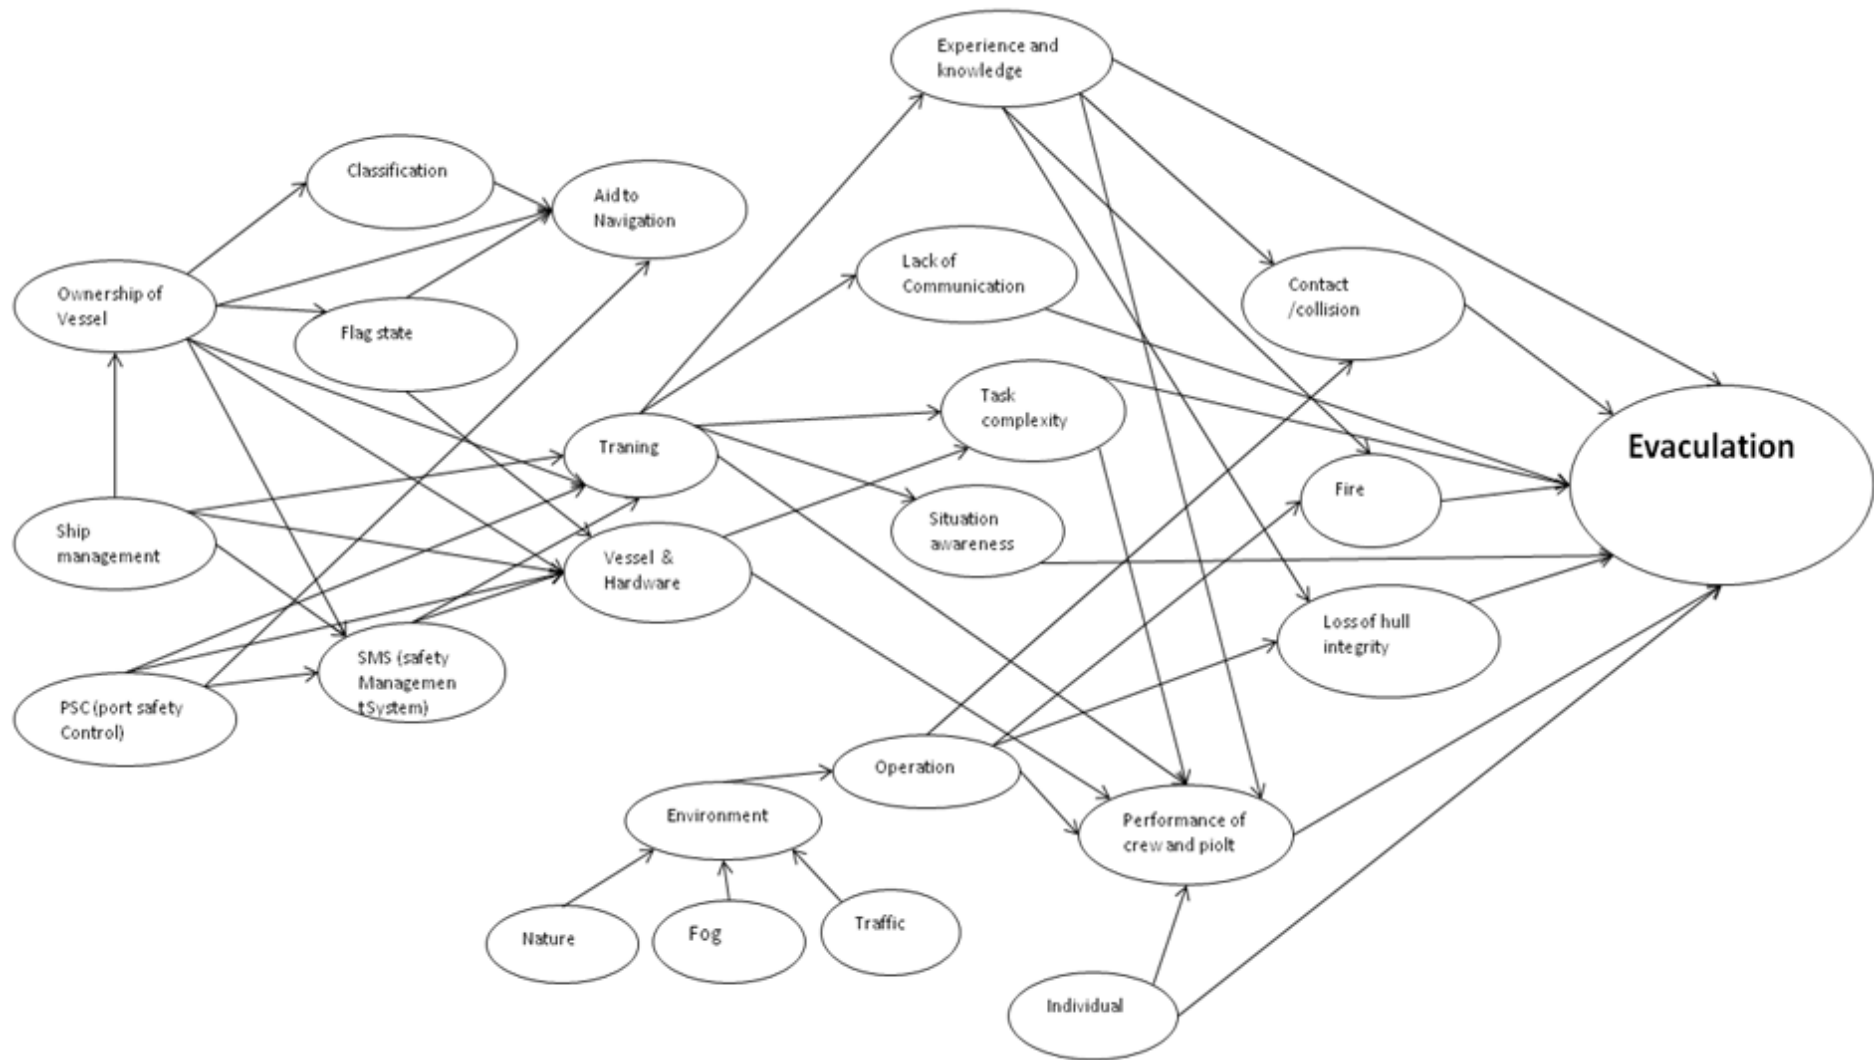 Experience and
knowledge
Classification
Aid to
Navigation
Ownership of
Vessel
Flag state
Lack of
Communication
Contact
/collision
Task
complexity
Traning
Evaculation
Fire
Situation
awareness
Ship
management
Vessel & 
Hardware
Loss of hull
integrity
SMS (safety
Managemen
tSystem)
PSC (port safety
Control)
Operation
Environment
Performance of
crew and piolt
Nature
Fog
Traffic
Individual